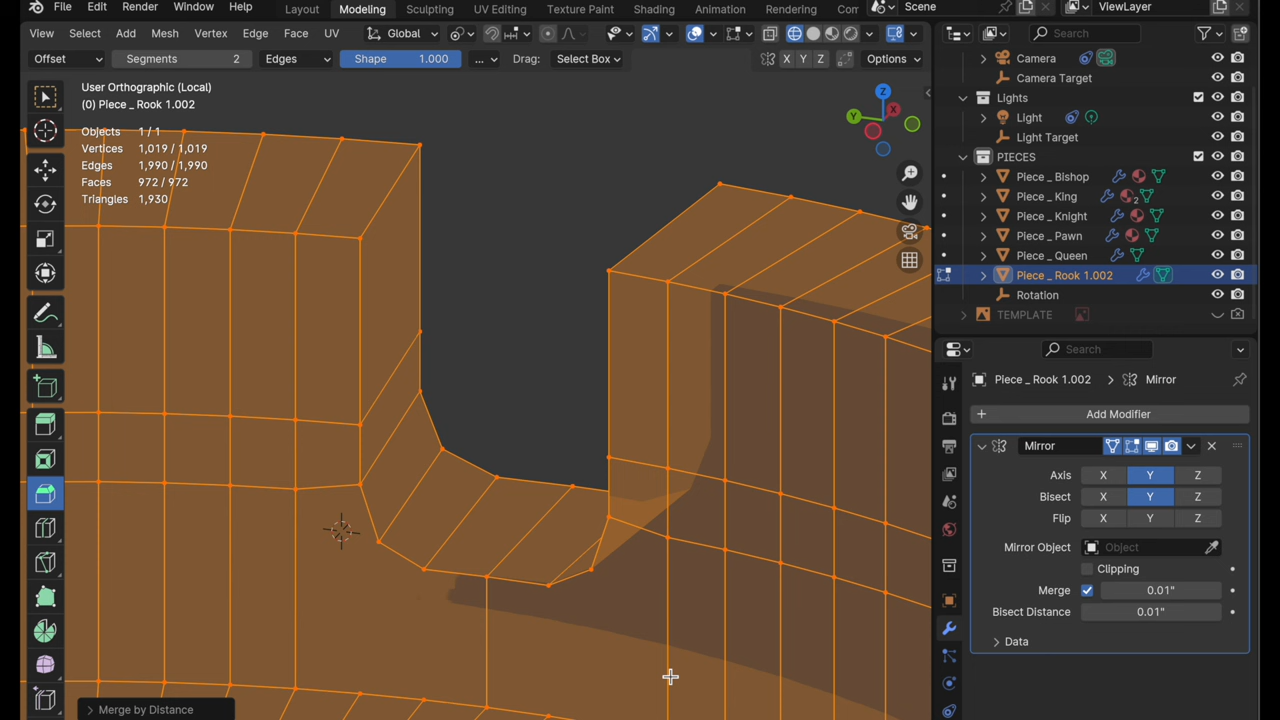 File Edit Render Window Help Layout Modeling Sculpting UV Editing Texture Paint Shading Animation Rendering Scene ViewLayer
View Select Add Mesh Vertex Edge Face UV Global Search
Offset Segments 2 Edges Shape 1.000 ... Drag: Select Box X Y Z Options
User Orthographic (Local)
(0) Piece _ Rook 1.002
Objects 1 / 1
Vertices 1,019 / 1,019
Edges 1,990 / 1,990
Faces 972 / 972
Triangles 1,930
Z
Y
X
Camera
Camera Target
Lights
Light
Light Target
PIECES
Piece _ Bishop
Piece _ King 2
Piece _ Knight
Piece _ Pawn
Piece _ Queen
Piece _ Rook 1.002
Rotation
TEMPLATE
Search
Piece _ Rook 1.002 Mirror
Add Modifier
Mirror
Axis X Y Z
Bisect X Y Z
Flip X Y Z
Mirror Object Object
Clipping
Merge 0.01"
Bisect Distance 0.01"
Data
Merge by Distance